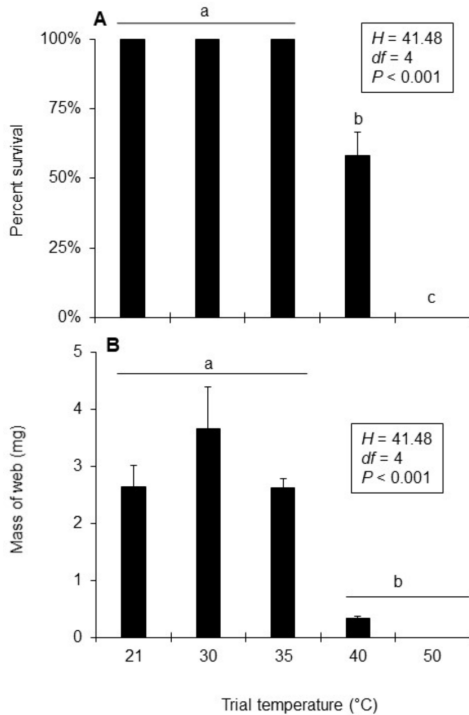 A
a
H = 41.48
df = 4
P < 0.001
100%
75%
b
Percent survival
50%
25%
c
0%
B
5
a
4
H = 41.48
df = 4
P < 0.001
3
Mass of web (mg)
2
b
1
0
21 30 35 40 50
Trial temperature (°C)